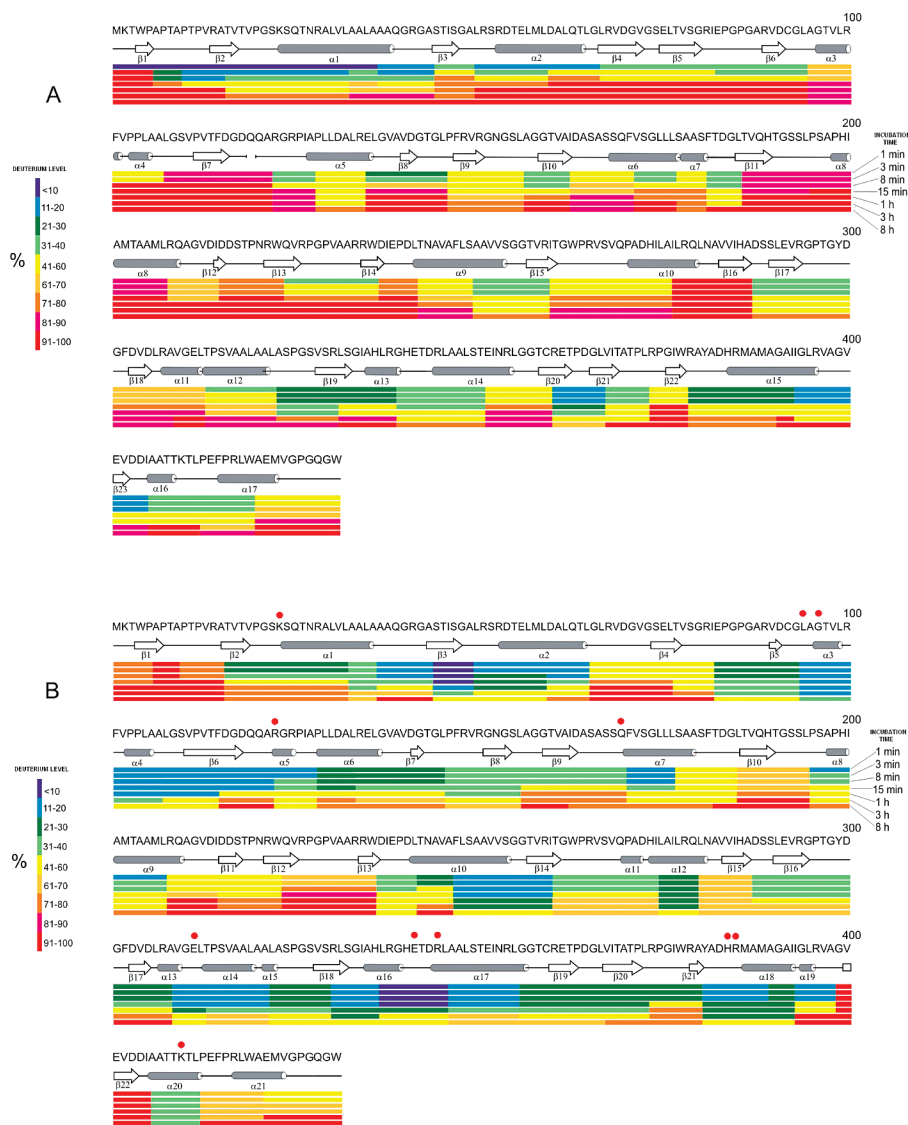 100
MKTWPAPTAPTPVRATVTVPGSKSQTNRALVLAALAAAQGRGASTISGALRSRDTELMLDALQTLGLRVDGVGSELTVSGRIEPGPGARVDCGLAGTVLR
β1 β2 α1 β3 α2 β4 β5 β6 α3
A
200
FVPPLAALGSVPVTFDGDQQARGRPIAPLLDALRELGVAVDGTGLPFRVRGNGSLAGGTVAIDASASSQFVSGLLLSAASFTDGLTVQHTGSSLPSAPHI
INCUBATION
TIME
α4 β7 α5 β8 β9 β10 α6 α7 β11 α8
1 min
3 min
8 min
15 min
1 h
3 h
8 h
DEUTERIUM LEVEL
<10
11-20
21-30
31-40
41-60
61-70
71-80
81-90
91-100
%
300
AMTAAMLRQAGVDIDDSTPNRWQVRPGPVAARRWDIEPDLTNAVAFLSAAVVSGGTVRITGWPRVSVQPADHILAILRQLNAVVIHADSSLEVRGPTGYD
α8 β12 β13 β14 α9 β15 α10 β16 β17
400
GFDVDLRAVGELTPSVAALAALASPGSVSRLSGIAHLRGHETDRLAALSTEINRLGGTCRETPDGLVITATPLRPGIWRAYADHRMAMAGAIIGLRVAGV
β18 α11 α12 β19 α13 α14 β20 β21 β22 α15
EVDDIAATTKTLPEFPRLWAEMVGPGQGW
β23 α16 α17
100
MKTWPAPTAPTPVRATVTVPGSKSQTNRALVLAALAAAQGRGASTISGALRSRDTELMLDALQTLGLRVDGVGSELTVSGRIEPGPGARVDCGLAGTVLR
β1 β2 α1 β3 α2 β4 β5 α3
B
200
FVPPLAALGSVPVTFDGDQQARGRPIAPLLDALRELGVAVDGTGLPFRVRGNGSLAGGTVAIDASASSQFVSGLLLSAASFTDGLTVQHTGSSLPSAPHI
INCUBATION
TIME
α4 β6 α5 α6 β7 β8 β9 α7 β10 α8
1 min
3 min
8 min
15 min
1 h
3 h
8 h
DEUTERIUM LEVEL
<10
11-20
21-30
31-40
41-60
61-70
71-80
81-90
91-100
%
300
AMTAAMLRQAGVDIDDSTPNRWQVRPGPVAARRWDIEPDLTNAVAFLSAAVVSGGTVRITGWPRVSVQPADHILAILRQLNAVVIHADSSLEVRGPTGYD
α9 β11 β12 β13 α10 β14 α11 α12 β15 β16
400
GFDVDLRAVGELTPSVAALAALASPGSVSRLSGIAHLRGHETDRLAALSTEINRLGGTCRETPDGLVITATPLRPGIWRAYADHRMAMAGAIIGLRVAGV
β17 α13 α14 α15 β18 α16 α17 β19 β20 β21 α18 α19
EVDDIAATTKTLPEFPRLWAEMVGPGQGW
β22 α20 α21